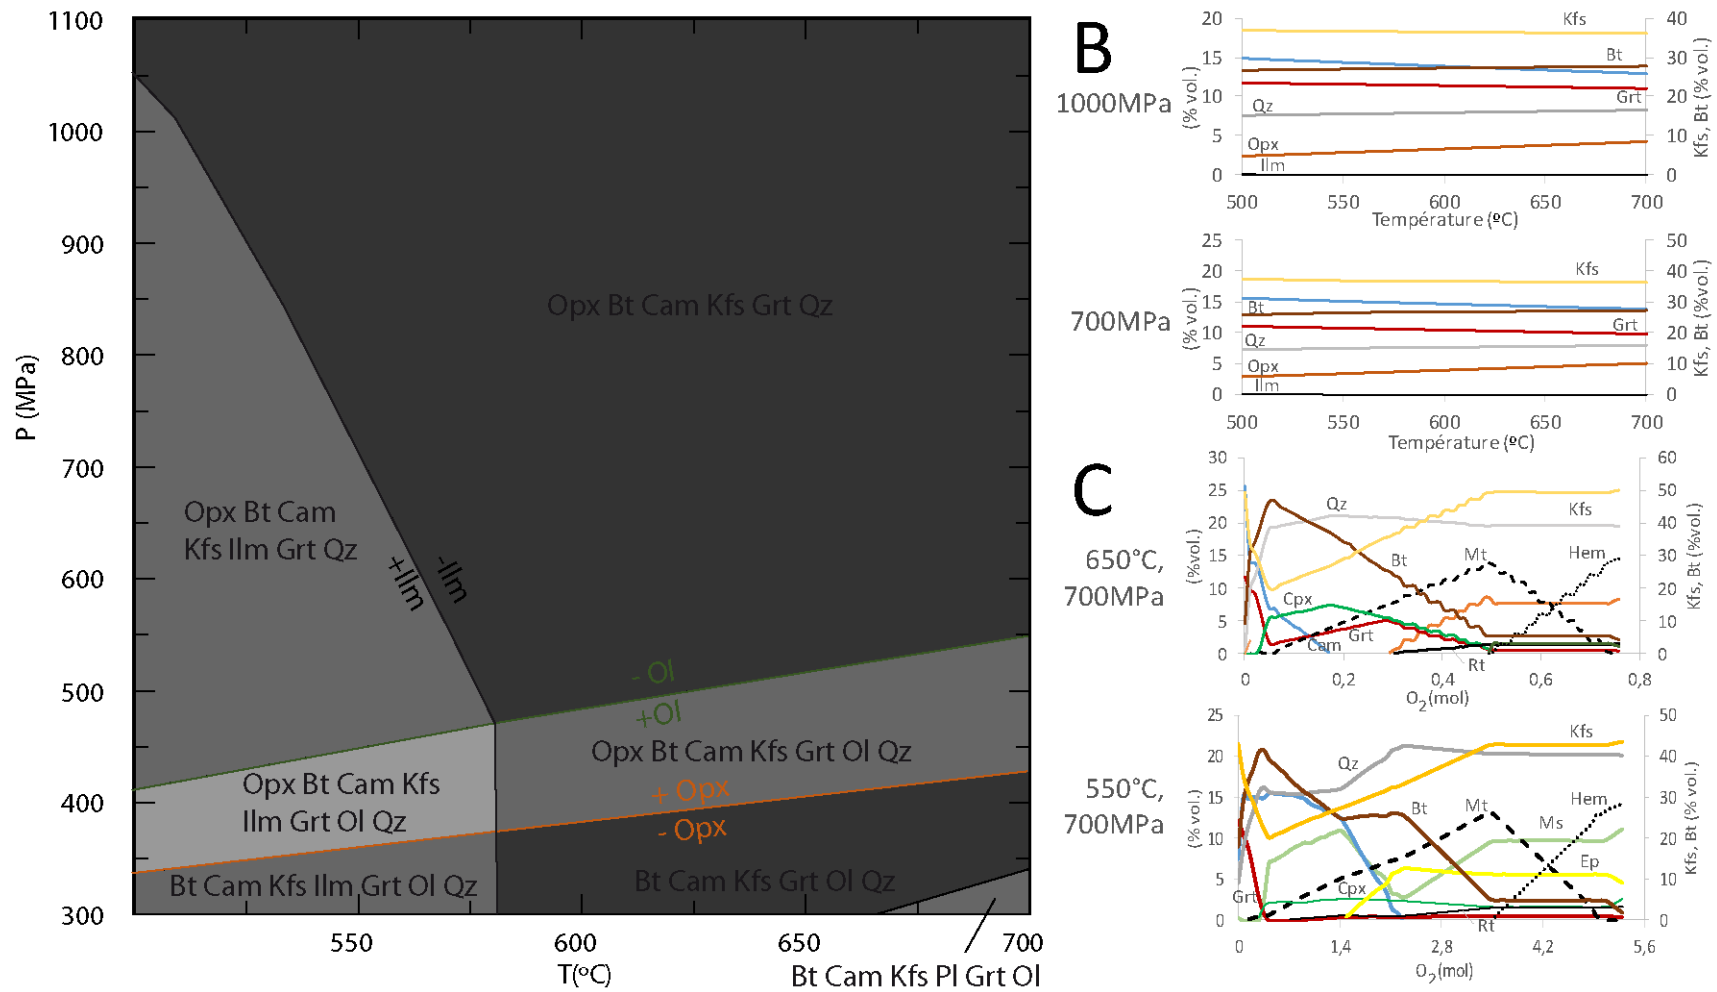 1100
1000
900
800
700
600
500
400
300
P (MPa)
550
600
650
700
T(ºC)
Opx Bt Cam Kfs Grt Qz
Opx Bt Cam
Kfs Ilm Grt Qz
+Ilm
-Ilm
- Ol
+Ol
Opx Bt Cam Kfs Grt Ol Qz
Opx Bt Cam Kfs
Ilm Grt Ol Qz
+ Opx
- Opx
Bt Cam Kfs Ilm Grt Ol Qz
Bt Cam Kfs Grt Ol Qz
Bt Cam Kfs Pl Grt Ol
B
1000MPa
(% vol.)
20
15
10
5
0
Kfs
Bt
Grt
Qz
Opx
Ilm
40
30
20
10
0
Kfs, Bt (% vol.)
500
550
600
650
700
Température (ºC)
700MPa
(% vol.)
25
20
15
10
5
0
Kfs
Bt
Grt
Qz
Opx
Ilm
50
40
30
20
10
0
Kfs, Bt (%vol.)
500
550
600
650
700
Température (ºC)
C
650°C,
700MPa
(%vol.)
30
25
20
15
10
5
0
Qz
Kfs
Bt
Mt
Hem
Cpx
Grt
Cam
Rt
60
50
40
30
20
10
0
Kfs, Bt (%vol.)
0
0,2
0,4
0,6
0,8
O2(mol)
550°C,
700MPa
(%vol.)
25
20
15
10
5
0
Kfs
Qz
Bt
Mt
Hem
Ms
Ep
Cpx
Grt
Rt
50
40
30
20
10
0
Kfs, Bt (% vol.)
0
1,4
2,8
4,2
5,6
O2(mol)